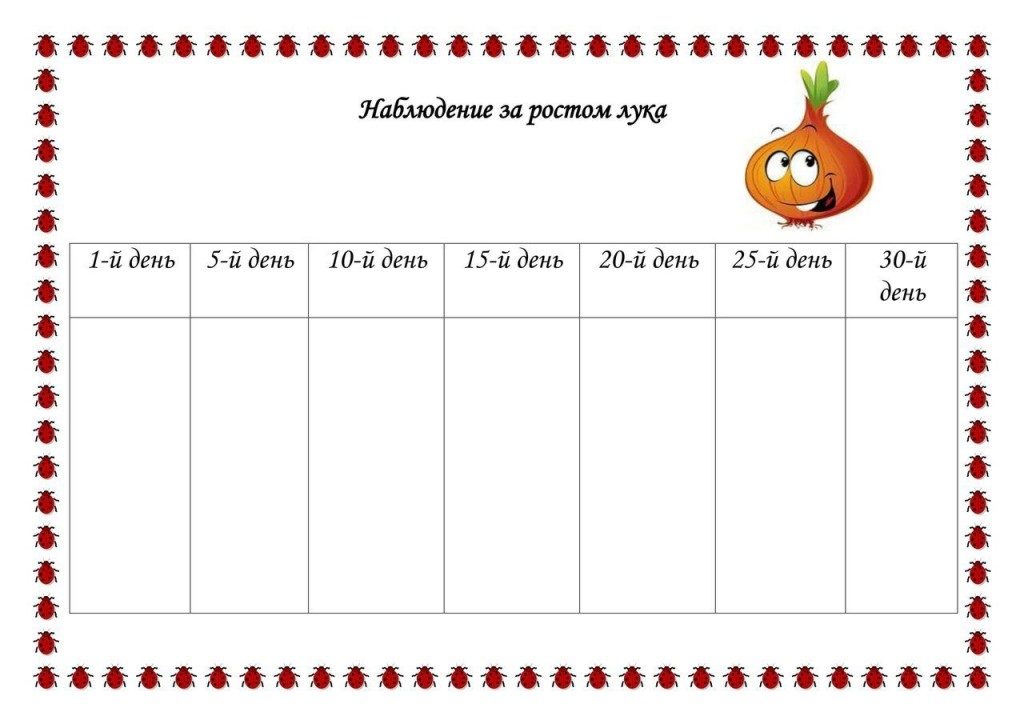 Наблюдение за ростом лука
1-й день 5-й день 10-й день 15-й день 20-й день 25-й день 30-й
день